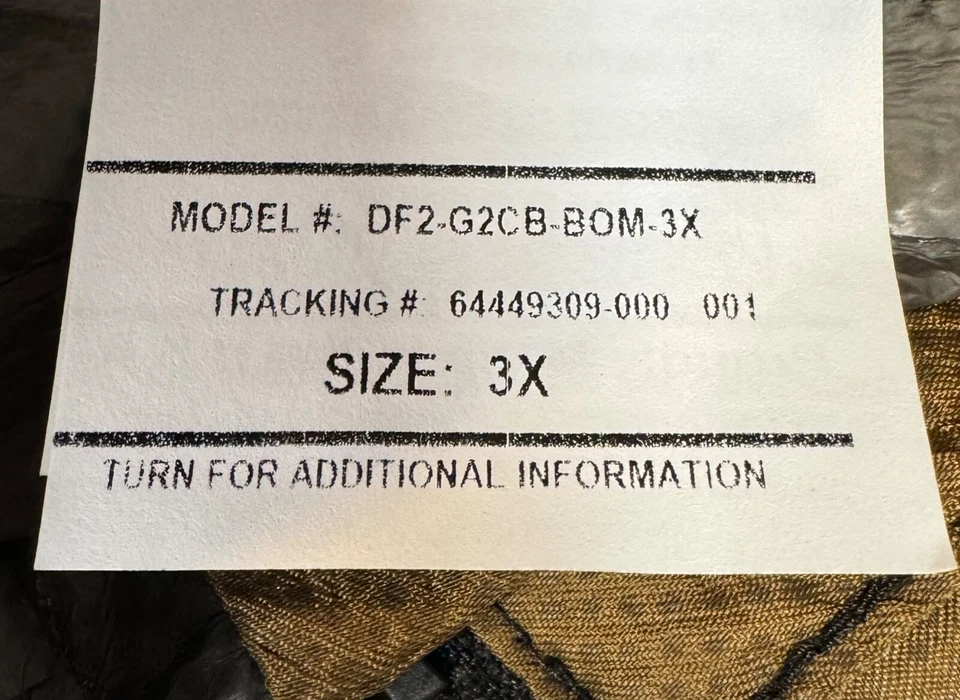 MODEL #: DF2-G2CB-BOM-3X
TRACKING #: 64449309-000 001
SIZE: 3X
TURN FOR ADDITIONAL INFORMATION